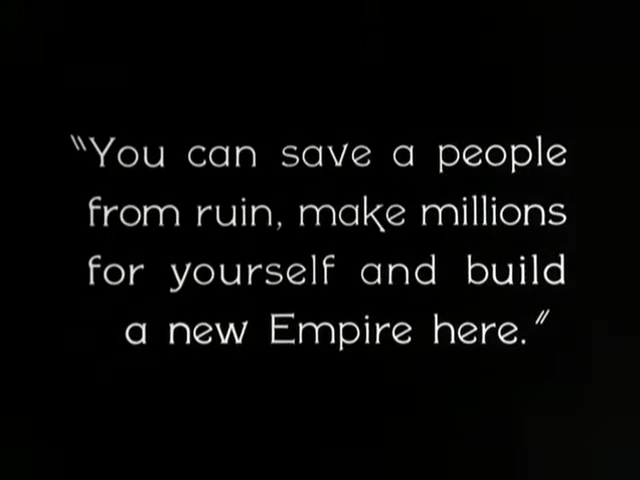 "You can save a people
from ruin, make millions
for yourself and build
a new Empire here."